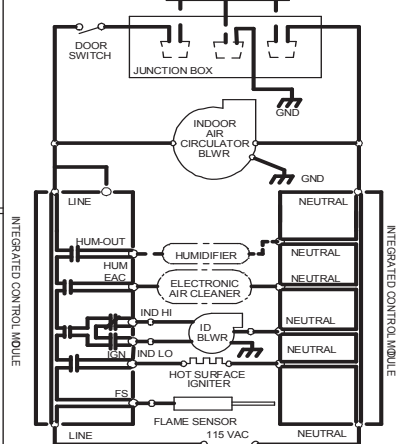 DOOR
SWITCH
JUNCTION BOX
GND
INDOOR
AIR
CIRCULATOR
BLWR
GND
LINE
NEUTRAL
HUM-OUT
HUMIDIFIER
NEUTRAL
HUM
EAC
ELECTRONIC
AIR CLEANER
NEUTRAL
INTEGRATED CONTROL MODULE
INTEGRATED CONTROL MODULE
IND HI
ID
BLWR
NEUTRAL
IGN
IND LO
NEUTRAL
HOT SURFACE
IGNITER
FS
FLAME SENSOR
LINE
115 VAC
NEUTRAL